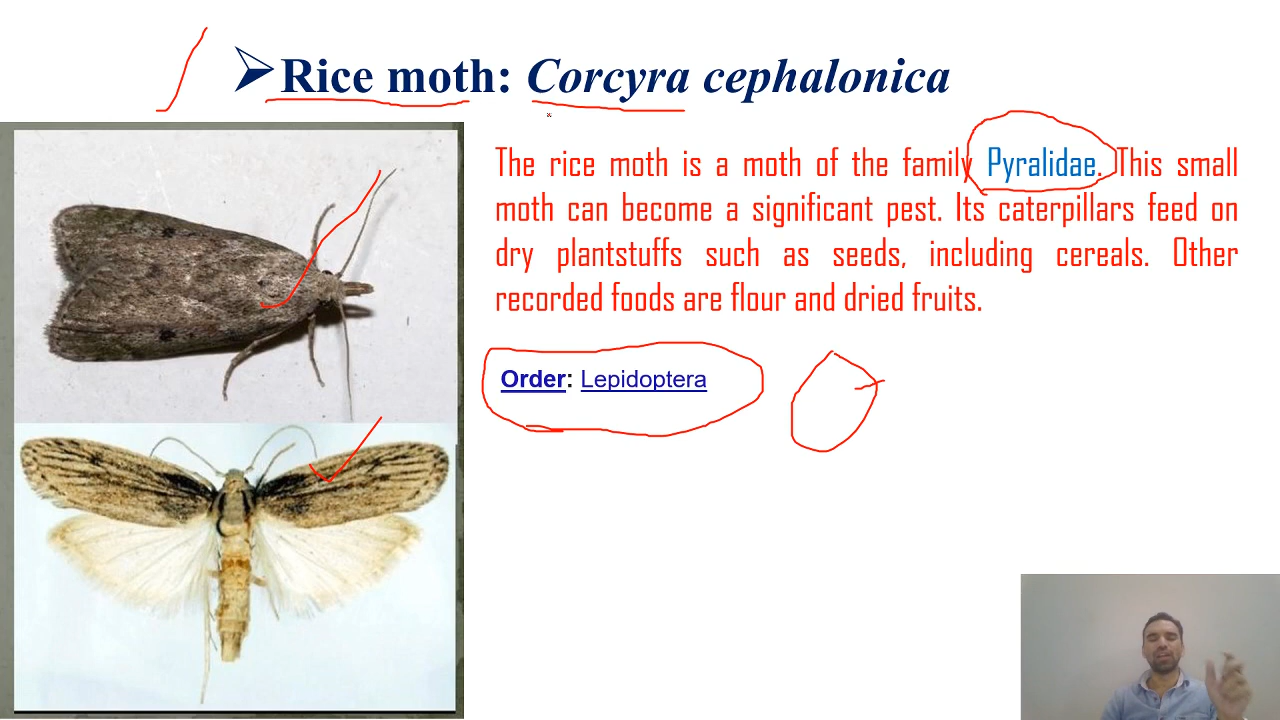 Rice moth: Corcyra cephalonica
The rice moth is a moth of the family Pyralidae. This small
moth can become a significant pest. Its caterpillars feed on
dry plantstuffs such as seeds, including cereals. Other
recorded foods are flour and dried fruits.
Order: Lepidoptera